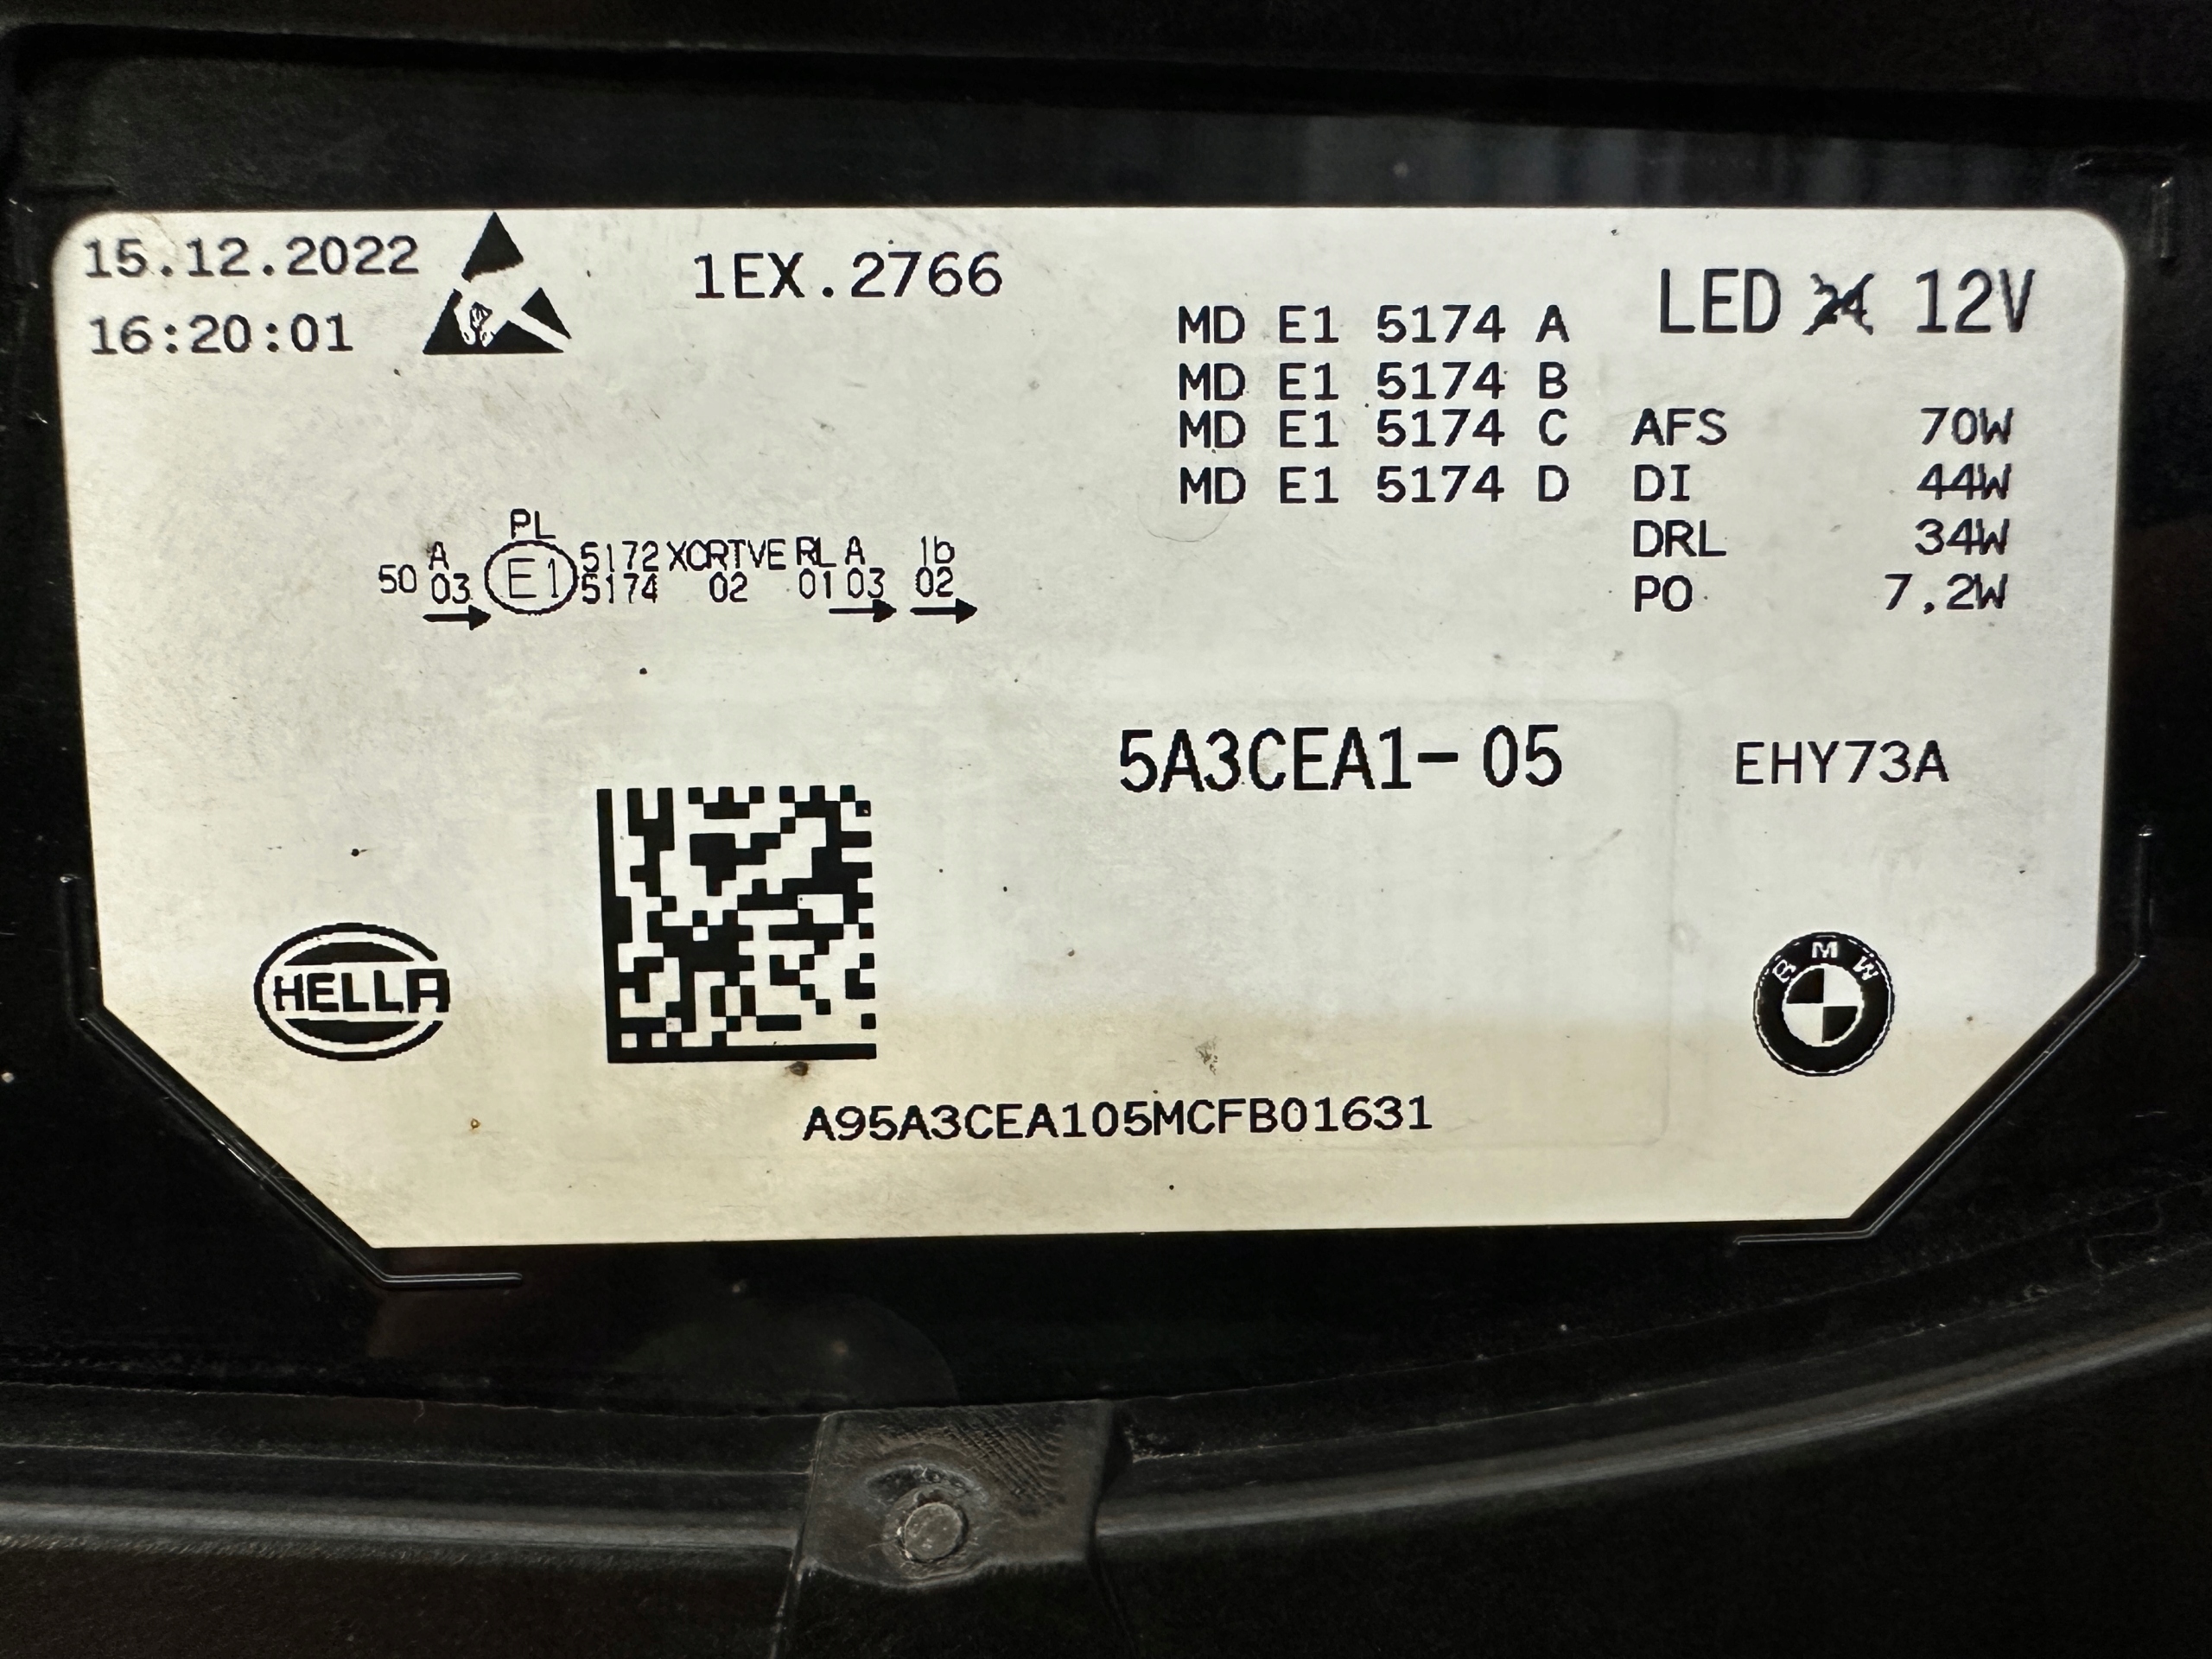 15.12.2022
16:20:01
1EX.2766
LED 12V
MD E1 5174 A
MD E1 5174 B
MD E1 5174 C
MD E1 5174 D
AFS 70W
DI 44W
DRL 34W
PO 7,2W
PL
50 A E1 5172 XCRTVE RL A 1b
03 5174 02 01 03 02
5A3CEA1-05
EHY73A
HELLA
BMW
A95A3CEA105MCFB01631